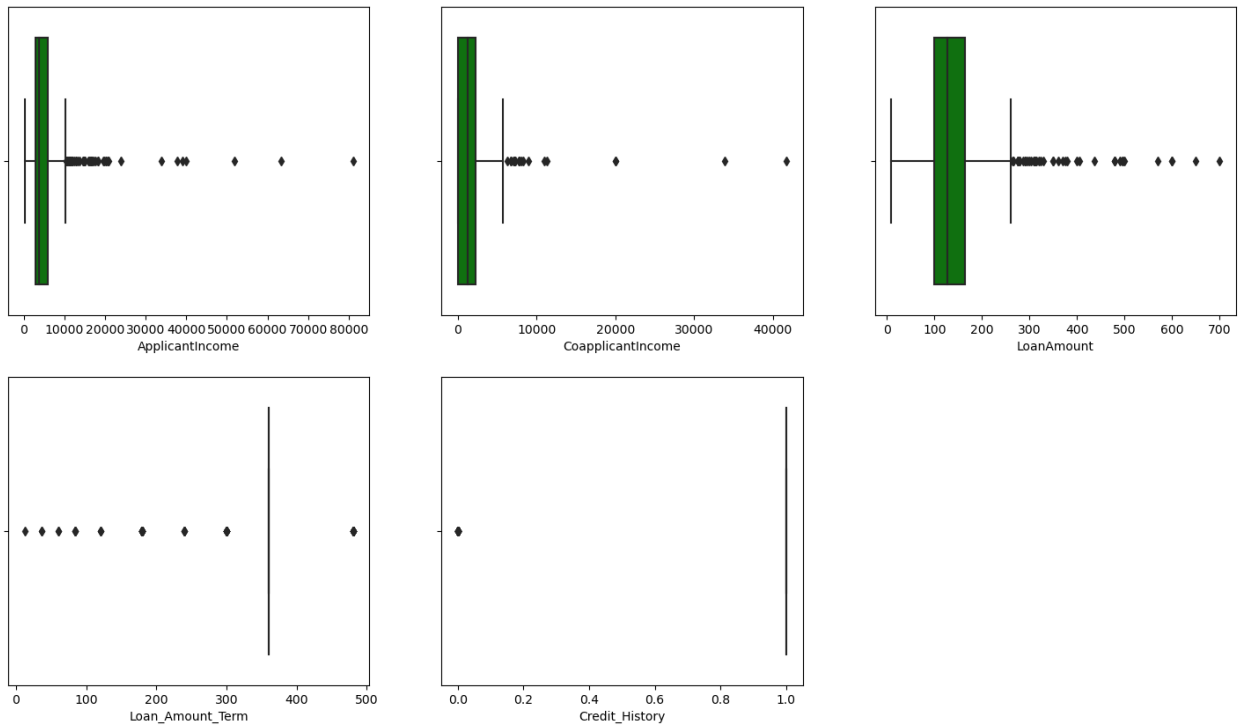 0 10000 20000 30000 40000 50000 60000 70000 80000
ApplicantIncome
0 10000 20000 30000 40000
CoapplicantIncome
0 100 200 300 400 500 600 700
LoanAmount
0 100 200 300 400 500
Loan_Amount_Term
0.0 0.2 0.4 0.6 0.8 1.0
Credit_History